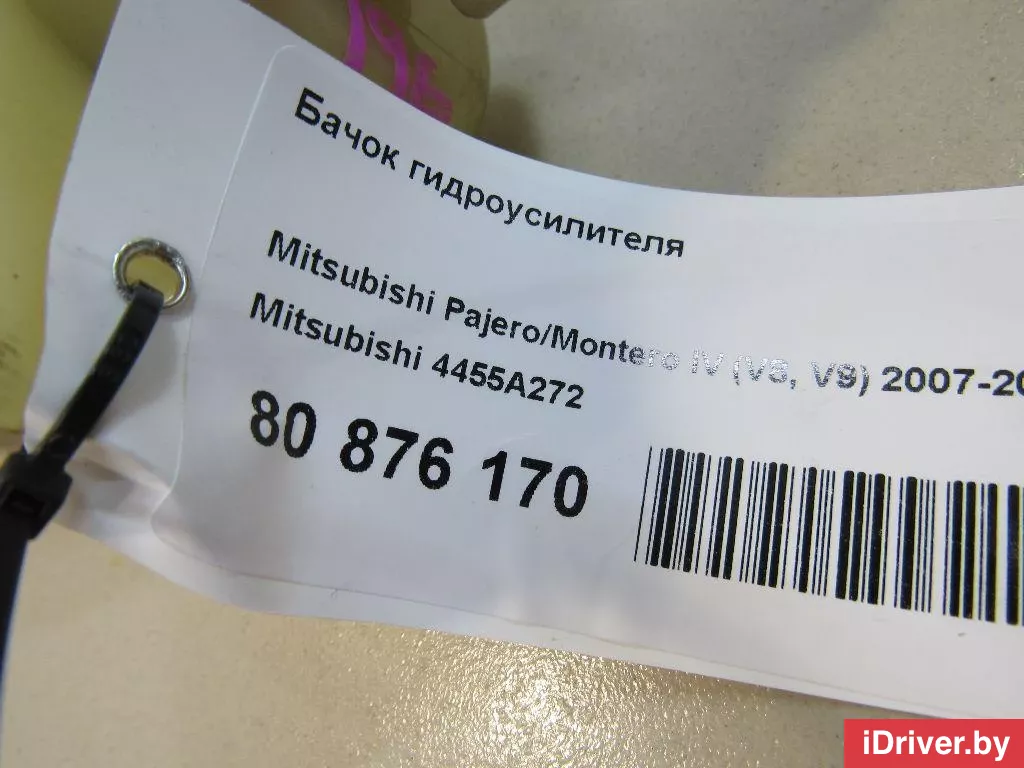 Бачок гидроусилителя
Mitsubishi Pajero/Montero IV (V8, V9) 2007-20
Mitsubishi 4455A272
80 876 170
iDriver.by